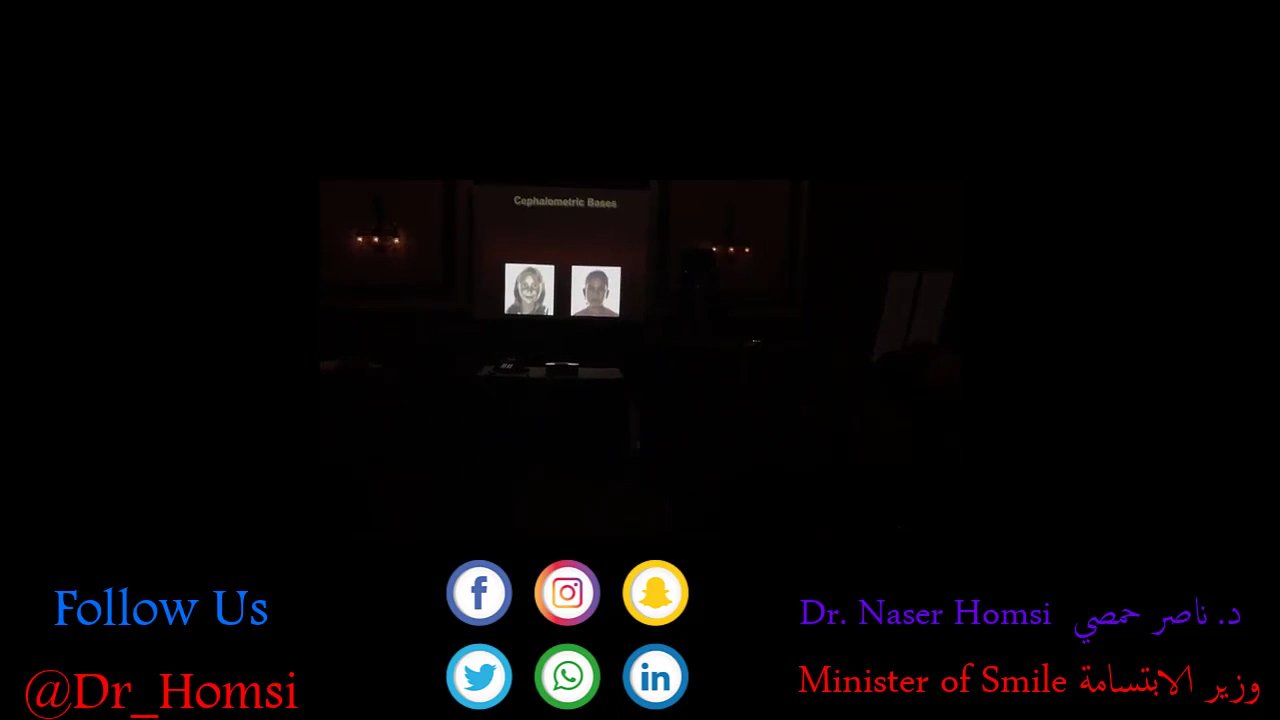 Cephalometric Bases
Follow Us
@Dr_Homsi
Dr. Naser Homsi د. ناصر حمصي
Minister of Smile وزير الابتسامة